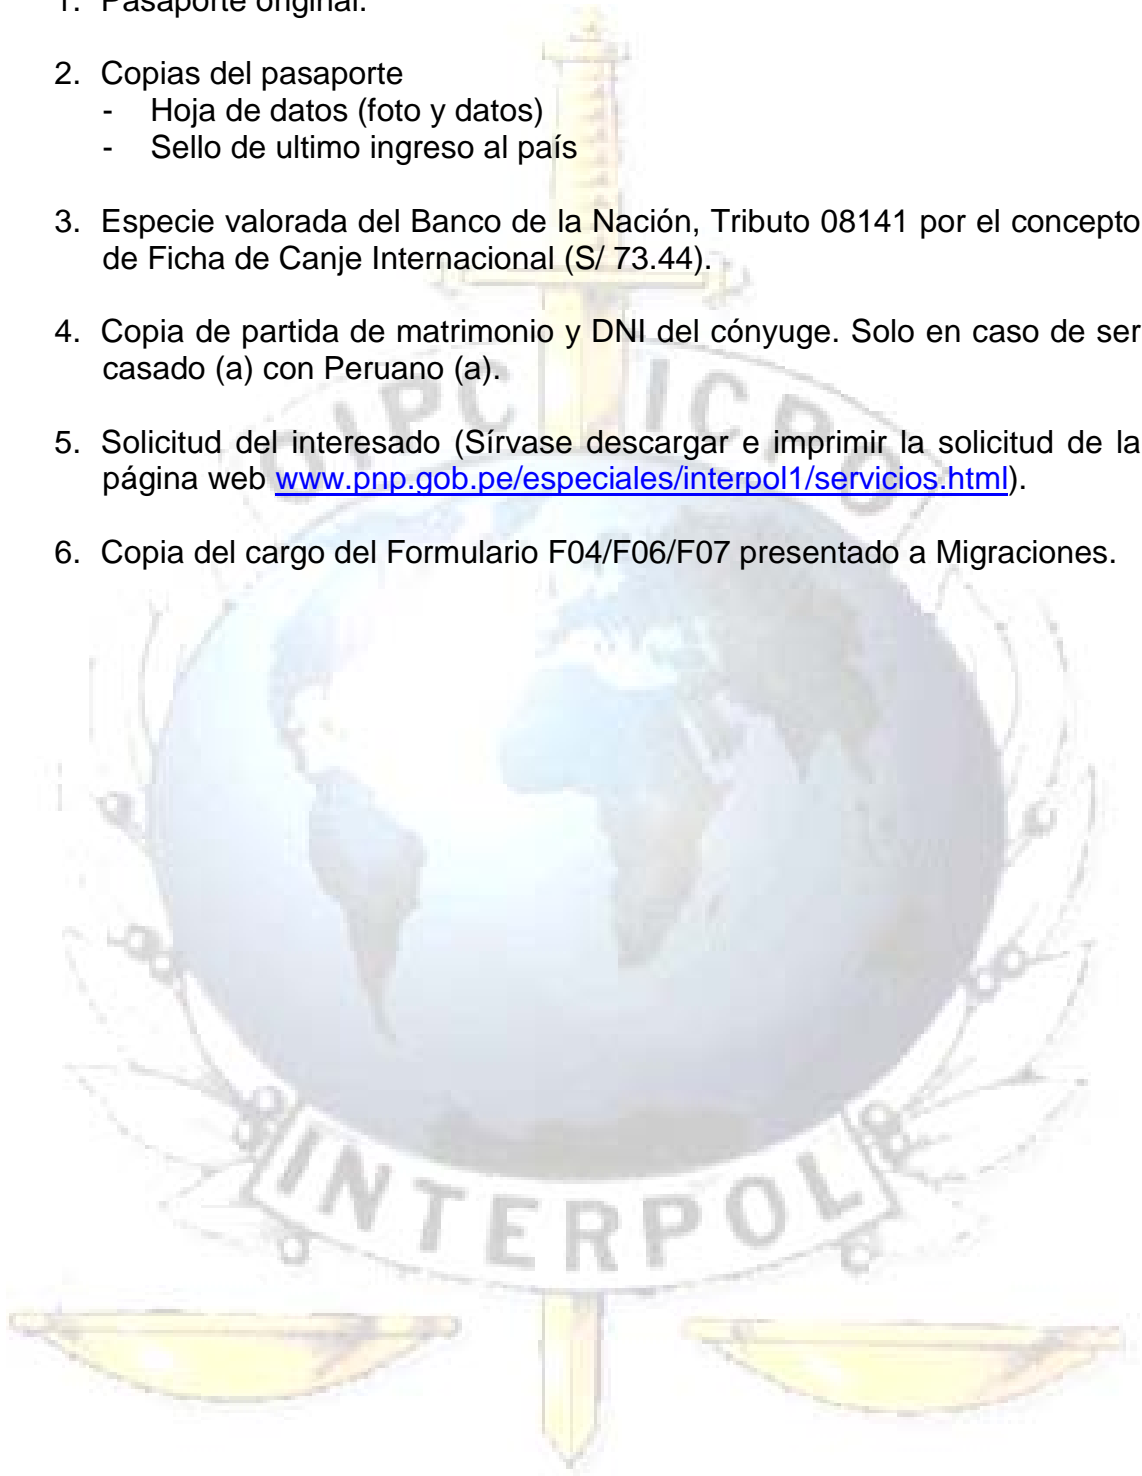 1. Pasaporte original.
2. Copias del pasaporte
- Hoja de datos (foto y datos)
- Sello de ultimo ingreso al país
3. Especie valorada del Banco de la Nación, Tributo 08141 por el concepto
de Ficha de Canje Internacional (S/ 73.44).
4. Copia de partida de matrimonio y DNI del cónyuge. Solo en caso de ser
casado (a) con Peruano (a).
5. Solicitud del interesado (Sírvase descargar e imprimir la solicitud de la
página web www.pnp.gob.pe/especiales/interpol1/servicios.html).
6. Copia del cargo del Formulario F04/F06/F07 presentado a Migraciones.
OIPC ICPO
INTERPOL